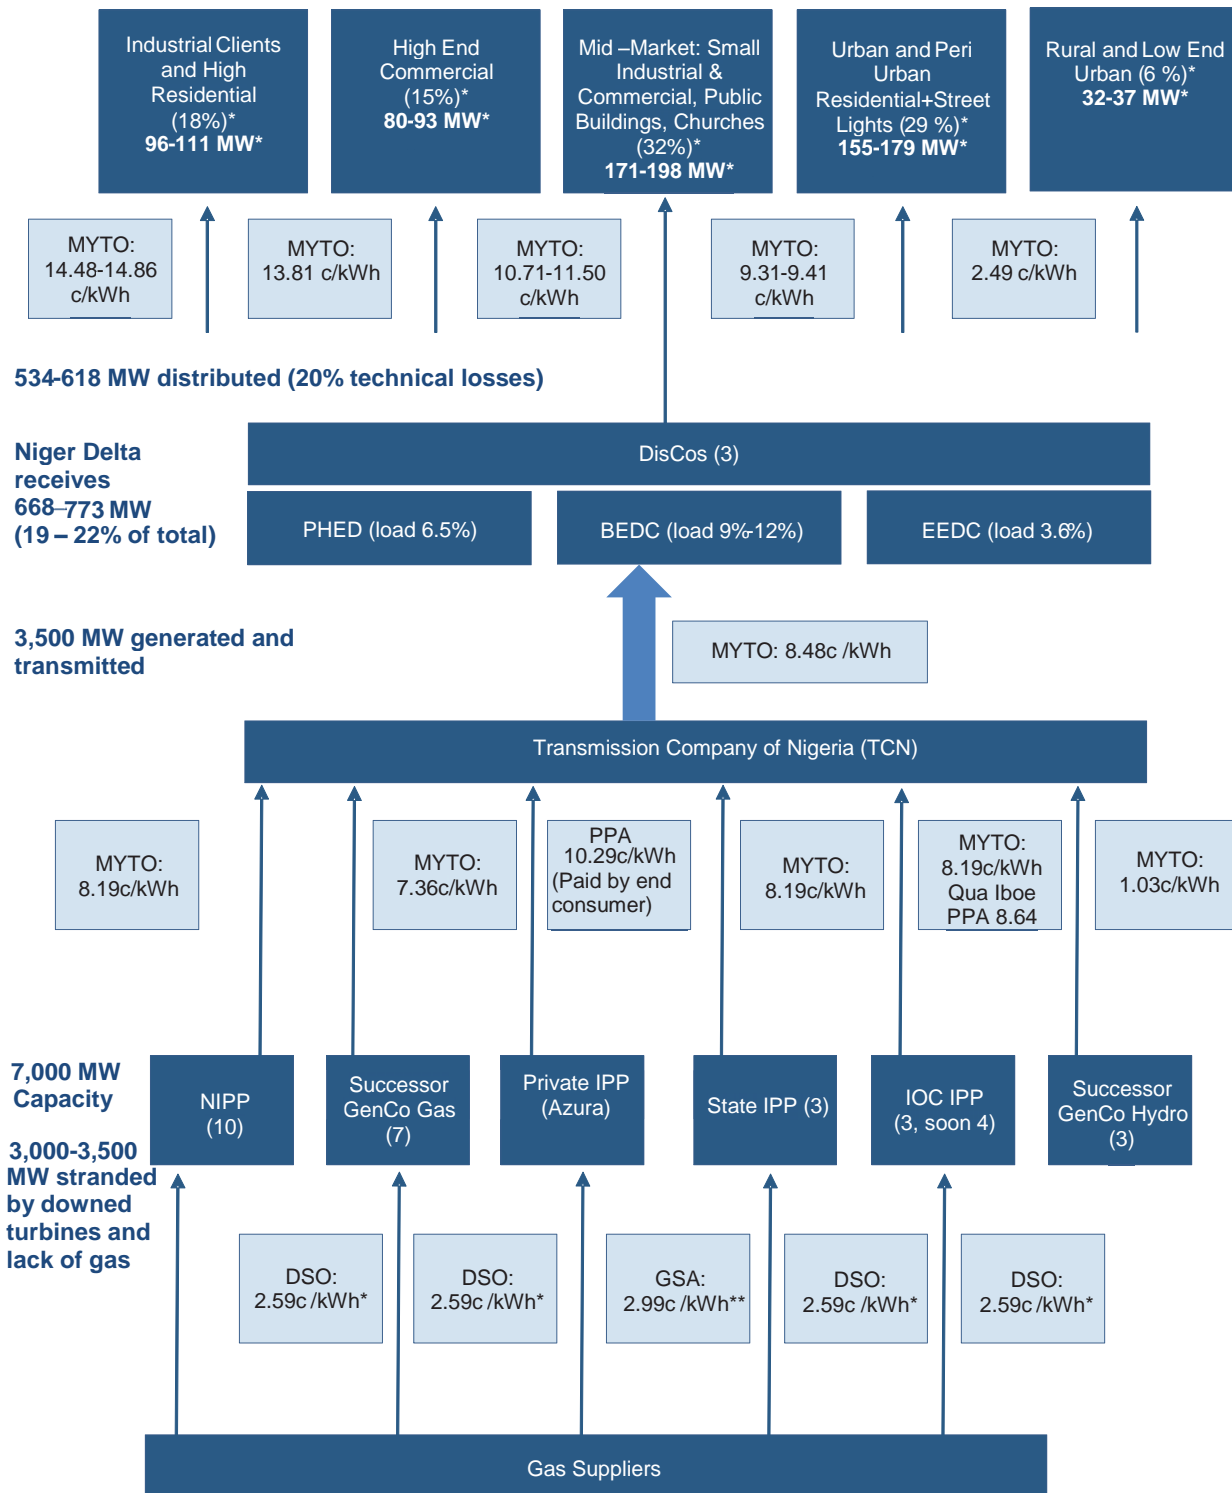 Industrial Clients
and High
Residential
(18%)*
96-111 MW*
High End
Commercial
(15%)*
80-93 MW*
Mid –Market: Small
Industrial &
Commercial, Public
Buildings, Churches
(32%)*
171-198 MW*
Urban and Peri
Urban
Residential+Street
Lights (29 %)*
155-179 MW*
Rural and Low End
Urban (6 %)*
32-37 MW*
MYTO:
14.48-14.86
c/kWh
MYTO:
13.81 c/kWh
MYTO:
10.71-11.50
c/kWh
MYTO:
9.31-9.41
c/kWh
MYTO:
2.49 c/kWh
534-618 MW distributed (20% technical losses)
Niger Delta
receives
668–773 MW
(19 – 22% of total)
DisCos (3)
PHED (load 6.5%)
BEDC (load 9%-12%)
EEDC (load 3.6%)
3,500 MW generated and
transmitted
MYTO: 8.48c /kWh
Transmission Company of Nigeria (TCN)
MYTO:
8.19c/kWh
MYTO:
7.36c/kWh
PPA
10.29c/kWh
(Paid by end
consumer)
MYTO:
8.19c/kWh
MYTO:
8.19c/kWh
Qua Iboe
PPA 8.64
MYTO:
1.03c/kWh
7,000 MW
Capacity
3,000-3,500
MW stranded
by downed
turbines and
lack of gas
NIPP
(10)
Successor
GenCo Gas
(7)
Private IPP
(Azura)
State IPP (3)
IOC IPP
(3, soon 4)
Successor
GenCo Hydro
(3)
DSO:
2.59c /kWh*
DSO:
2.59c /kWh*
GSA:
2.99c /kWh**
DSO:
2.59c /kWh*
DSO:
2.59c /kWh*
Gas Suppliers